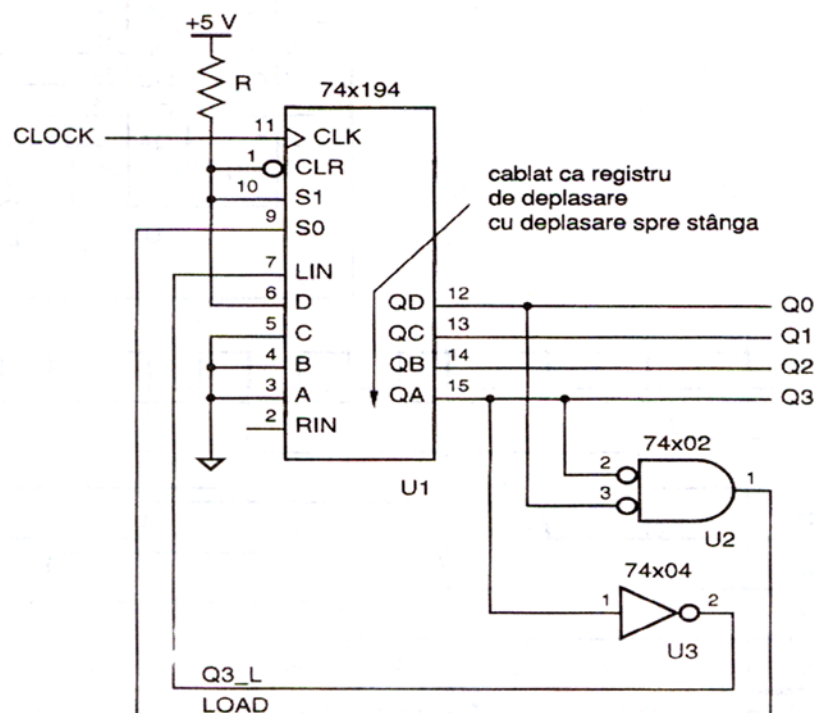 +5 V
R
74x194
CLOCK
11
CLK
1
CLR
10
S1
9
S0
7
LIN
6
D
5
C
4
B
3
A
2
RIN
QD
12
Q0
QC
13
Q1
QB
14
Q2
QA
15
Q3
U1
cablat ca registru
de deplasare
cu deplasare spre stânga
74x02
2
3
1
U2
74x04
1
2
U3
Q3_L
LOAD